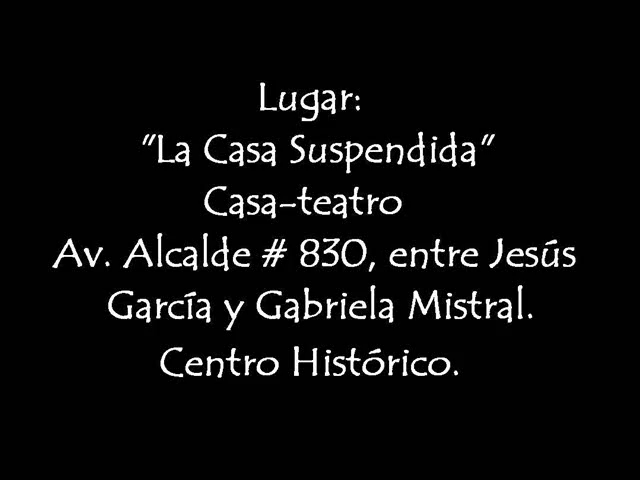 Lugar:
"La Casa Suspendida"
Casa-teatro
Av. Alcalde # 830, entre Jesús
García y Gabriela Mistral.
Centro Histórico.